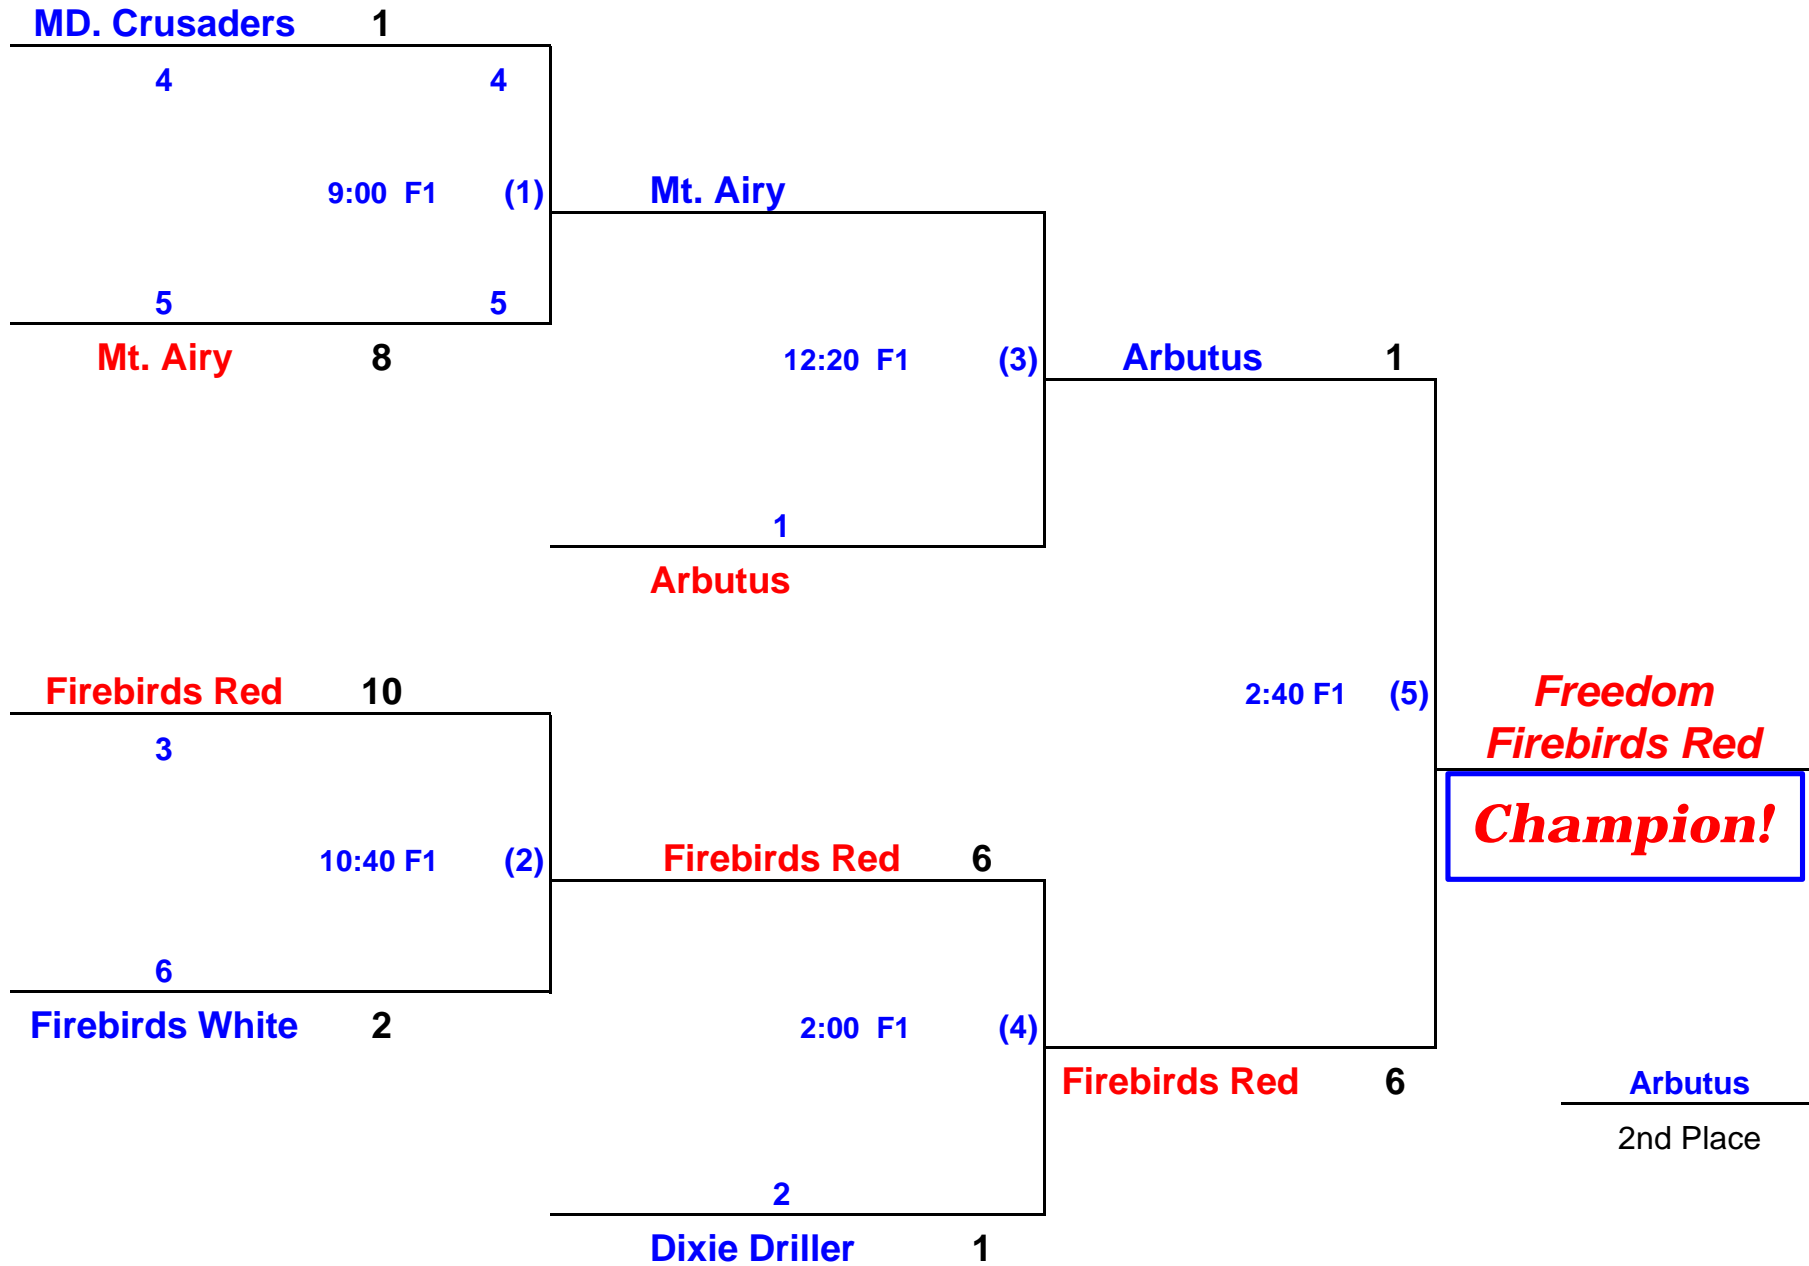 MD. Crusaders 1
4 4
9:00 F1 (1) Mt. Airy
5 5
Mt. Airy 8 12:20 F1 (3) Arbutus 1
1
Arbutus
Firebirds Red 10 2:40 F1 (5) Freedom
3 Firebirds Red
Champion!
10:40 F1 (2) Firebirds Red 6
6
Firebirds White 2 2:00 F1 (4)
Firebirds Red 6 Arbutus
2nd Place
2
Dixie Driller 1